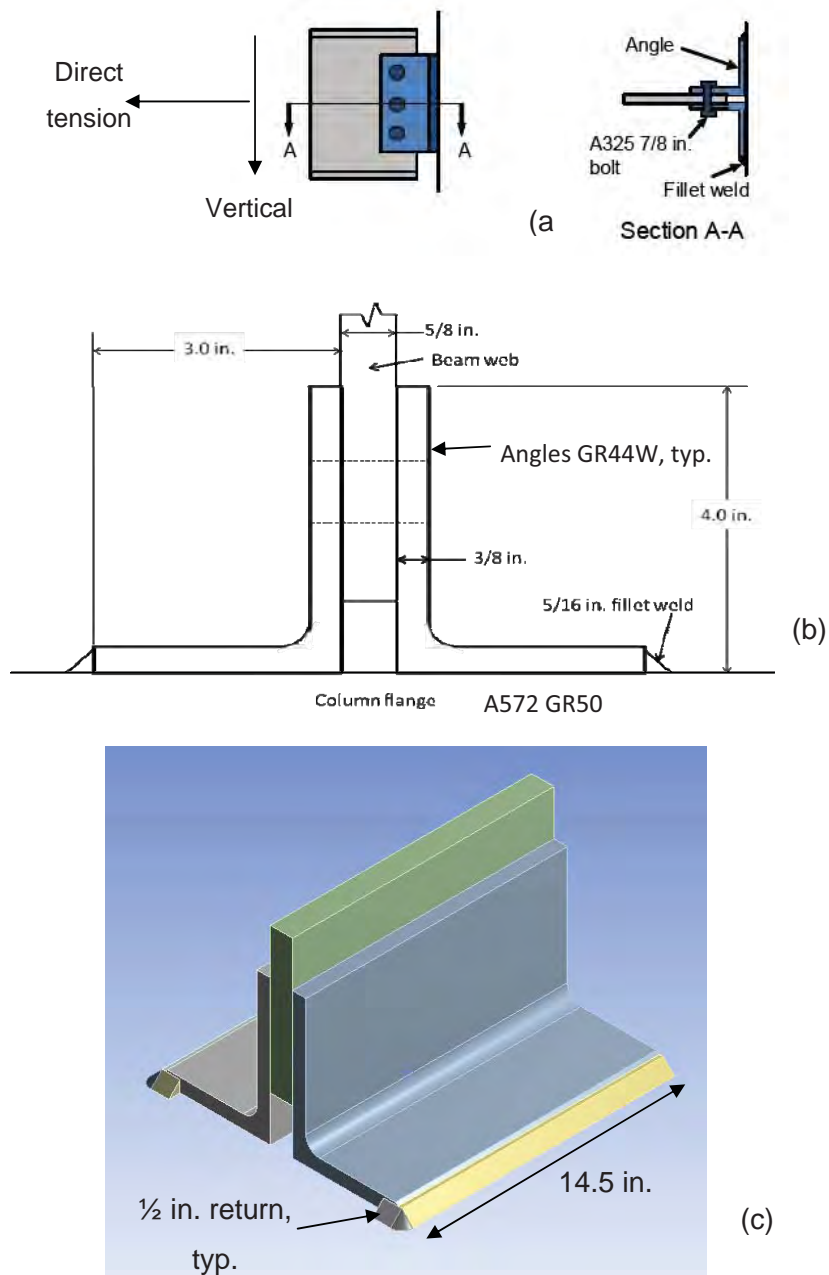 Direct
tension
Vertical
A
A
(a
Angle
A325 7/8 in.
bolt
Fillet weld
Section A-A
3.0 in.
5/8 in.
Beam web
Angles GR44W, typ.
4.0 in.
3/8 in.
5/16 in. fillet weld
(b)
Column flange
A572 GR50
½ in. return,
typ.
14.5 in.
(c)